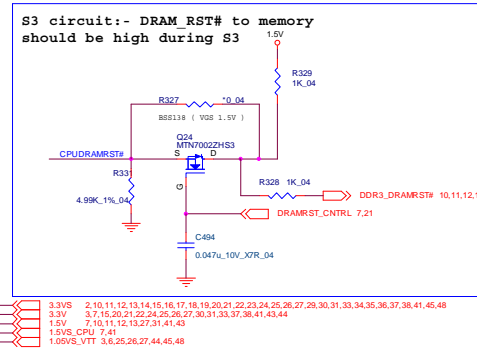 S3 circuit:- DRAM_RST# to memory
should be high during S3
1.5V
R329
1K_04
R327
*0_04
BSS138 ( VGS 1.5V )
Q24
MTN7002ZHS3
CPUDRAMRST#
S
D
G
R331
4.99K_1%_04
R328 1K_04
DDR3_DRAMRST# 10,11,12,1
DRAMRST_CNTRL 7,21
C494
0.047u_10V_X7R_04
3.3VS 2,10,11,12,13,14,15,16,17,18,19,20,21,22,23,24,25,26,27,29,30,31,33,34,35,36,37,38,41,45,48
3.3V 3,7,15,20,21,22,24,25,26,27,30,31,33,37,38,41,43,44
1.5V 7,10,11,12,13,27,31,41,43
1.5VS_CPU 7,41
1.05VS_VTT 3,6,25,26,27,44,45,48